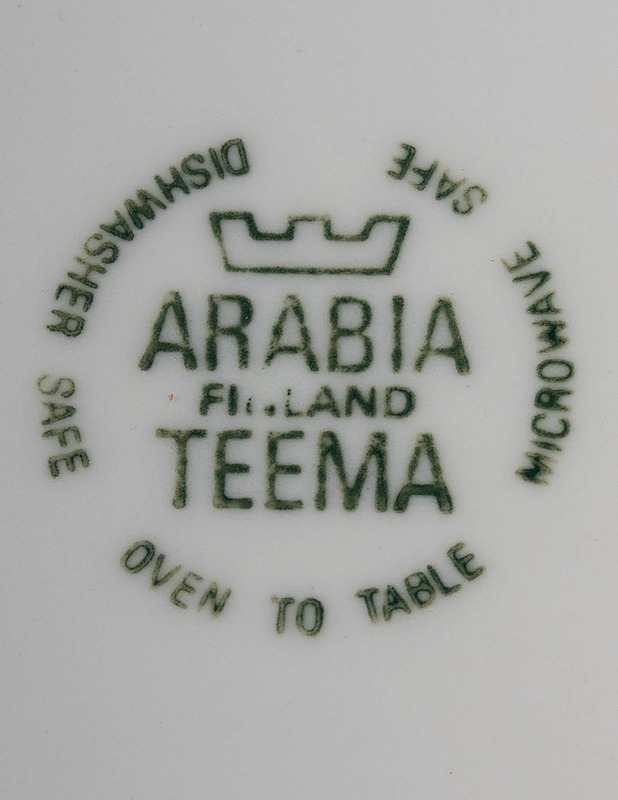 ARABIA
FINLAND
TEEMA
DISHWASHER SAFE
OVEN TO TABLE
MICROWAVE SAFE